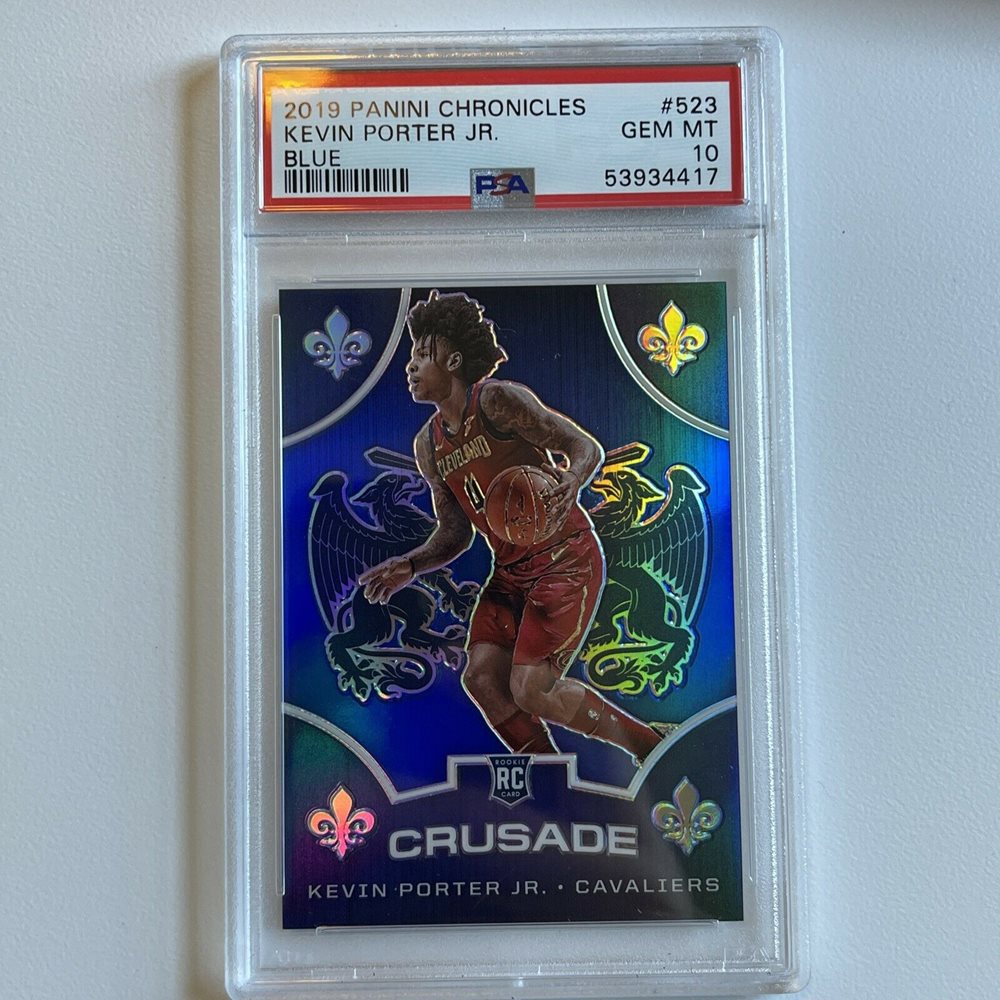 2019 PANINI CHRONICLES #523
KEVIN PORTER JR. GEM MT
BLUE 10
PSA 53934417
CLEVELAND
ROOKIE
RC
CARD
CRUSADE
KEVIN PORTER JR. • CAVALIERS